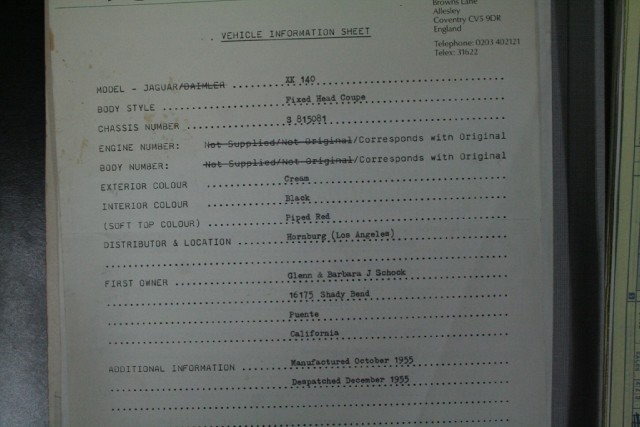 Browns Lane
Allesley
Coventry CV5 9DR
England
Telephone: 0203 402121
Telex: 31622
VEHICLE INFORMATION SHEET
MODEL - JAGUAR/DAIMLER .............. XK 140
BODY STYLE .............. Fixed Head Coupe
CHASSIS NUMBER .............. S 815081
ENGINE NUMBER: Not Supplied/Not Original/Corresponds with Original
BODY NUMBER: Not Supplied/Not Original/Corresponds with Original
EXTERIOR COLOUR .............. Cream
INTERIOR COLOUR .............. Black
(SOFT TOP COLOUR) .............. Piped Red
DISTRIBUTOR & LOCATION .............. Hornburg (Los Angeles)
FIRST OWNER .............. Glenn & Barbara J Schock
16175 Shady Bend
Puente
California
ADDITIONAL INFORMATION .............. Manufactured October 1955
Despatched December 1955